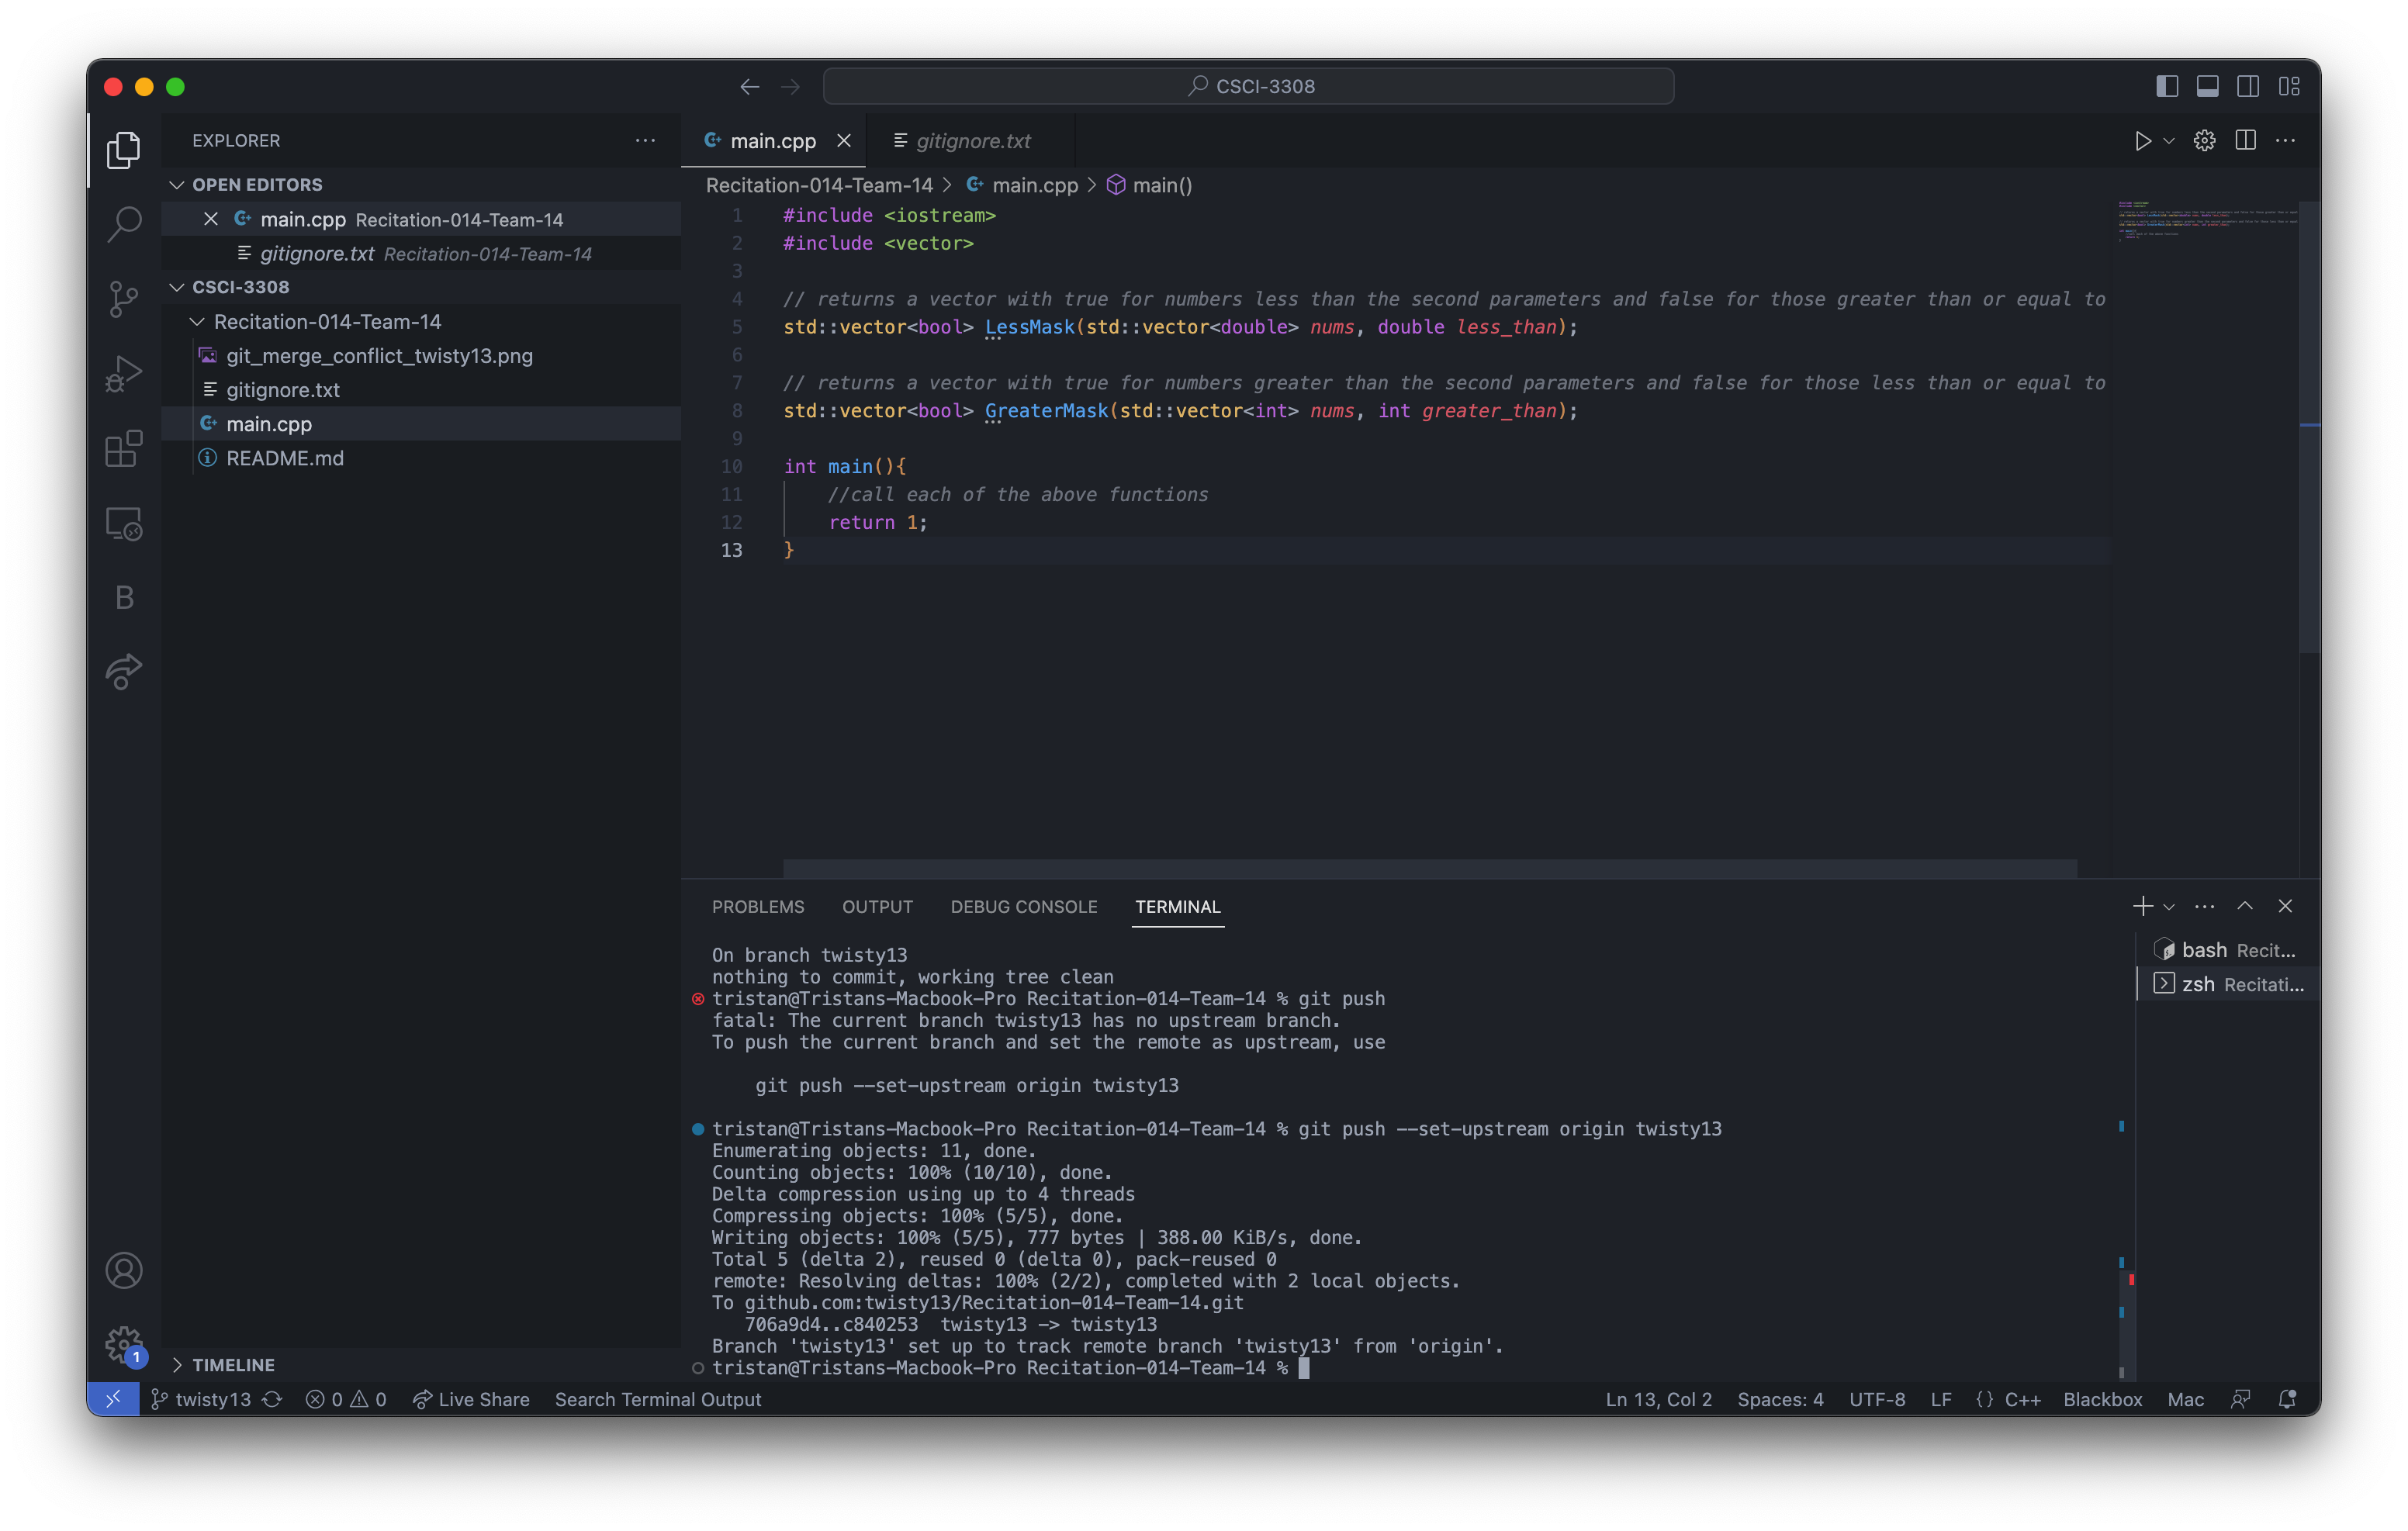 CSCI-3308
EXPLORER
OPEN EDITORS
main.cpp Recitation-014-Team-14
gitignore.txt Recitation-014-Team-14
CSCI-3308
Recitation-014-Team-14
git_merge_conflict_twisty13.png
gitignore.txt
main.cpp
README.md
TIMELINE
B
1
main.cpp
gitignore.txt
Recitation-014-Team-14 > main.cpp > main()
1 #include <iostream>
2 #include <vector>
3
4 // returns a vector with true for numbers less than the second parameters and false for those greater than or equal to
5 std::vector<bool> LessMask(std::vector<double> nums, double less_than);
6
7 // returns a vector with true for numbers greater than the second parameters and false for those less than or equal to
8 std::vector<bool> GreaterMask(std::vector<int> nums, int greater_than);
9
10 int main(){
11 //call each of the above functions
12 return 1;
13 }
PROBLEMS OUTPUT DEBUG CONSOLE TERMINAL
On branch twisty13
nothing to commit, working tree clean
tristan@Tristans-Macbook-Pro Recitation-014-Team-14 % git push
fatal: The current branch twisty13 has no upstream branch.
To push the current branch and set the remote as upstream, use
git push --set-upstream origin twisty13
tristan@Tristans-Macbook-Pro Recitation-014-Team-14 % git push --set-upstream origin twisty13
Enumerating objects: 11, done.
Counting objects: 100% (10/10), done.
Delta compression using up to 4 threads
Compressing objects: 100% (5/5), done.
Writing objects: 100% (5/5), 777 bytes | 388.00 KiB/s, done.
Total 5 (delta 2), reused 0 (delta 0), pack-reused 0
remote: Resolving deltas: 100% (2/2), completed with 2 local objects.
To github.com:twisty13/Recitation-014-Team-14.git
706a9d4..c840253 twisty13 -> twisty13
Branch 'twisty13' set up to track remote branch 'twisty13' from 'origin'.
tristan@Tristans-Macbook-Pro Recitation-014-Team-14 %
bash Recit...
zsh Recitati...
twisty13 0 0 Live Share Search Terminal Output Ln 13, Col 2 Spaces: 4 UTF-8 LF {} C++ Blackbox Mac